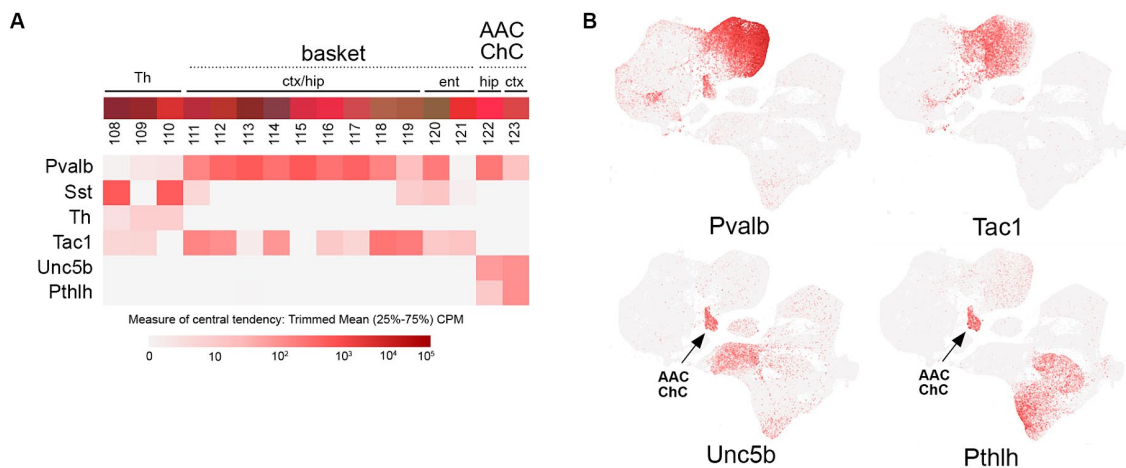 A
AAC
ChC
basket
Th
ctx/hip
ent
hip
ctx
108
109
110
111
112
113
114
115
116
117
118
119
120
121
122
123
Pvalb
Sst
Th
Tac1
Unc5b
Pthlh
Measure of central tendency: Trimmed Mean (25%-75%) CPM
0
10
10²
10³
10⁴
10⁵
B
Pvalb
Tac1
AAC
ChC
Unc5b
AAC
ChC
Pthlh